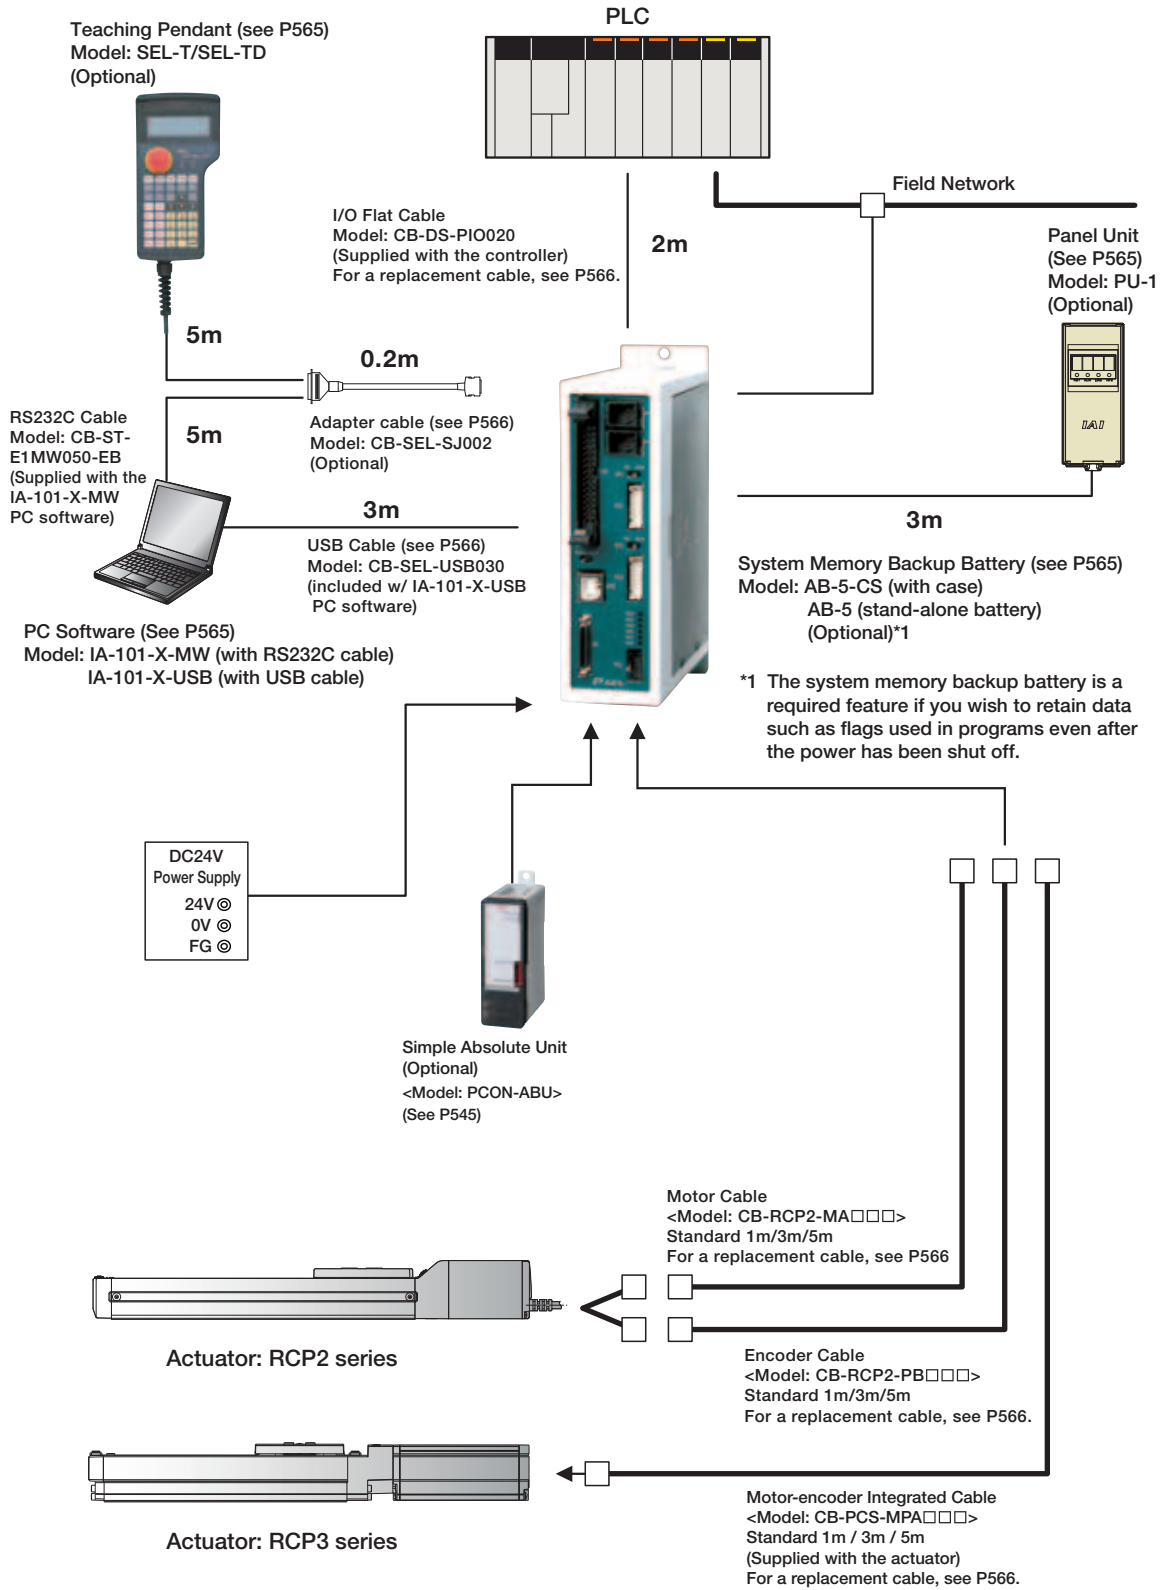 PLC
Teaching Pendant (see P565)
Model: SEL-T/SEL-TD
(Optional)
Field Network
I/O Flat Cable
Model: CB-DS-PIO020
(Supplied with the controller)
For a replacement cable, see P566.
2m
Panel Unit
(See P565)
Model: PU-1
(Optional)
5m
0.2m
IAI
RS232C Cable
Model: CB-ST-
E1MW050-EB
(Supplied with the
IA-101-X-MW
PC software)
5m
Adapter cable (see P566)
Model: CB-SEL-SJ002
(Optional)
3m
3m
USB Cable (see P566)
Model: CB-SEL-USB030
(included w/ IA-101-X-USB
PC software)
System Memory Backup Battery (see P565)
Model: AB-5-CS (with case)
AB-5 (stand-alone battery)
(Optional)*1
PC Software (See P565)
Model: IA-101-X-MW (with RS232C cable)
IA-101-X-USB (with USB cable)
*1 The system memory backup battery is a
required feature if you wish to retain data
such as flags used in programs even after
the power has been shut off.
DC24V
Power Supply
24V
0V
FG
Simple Absolute Unit
(Optional)
<Model: PCON-ABU>
(See P545)
Motor Cable
<Model: CB-RCP2-MA□□□>
Standard 1m/3m/5m
For a replacement cable, see P566
Actuator: RCP2 series
Encoder Cable
<Model: CB-RCP2-PB□□□>
Standard 1m/3m/5m
For a replacement cable, see P566.
Actuator: RCP3 series
Motor-encoder Integrated Cable
<Model: CB-PCS-MPA□□□>
Standard 1m / 3m / 5m
(Supplied with the actuator)
For a replacement cable, see P566.